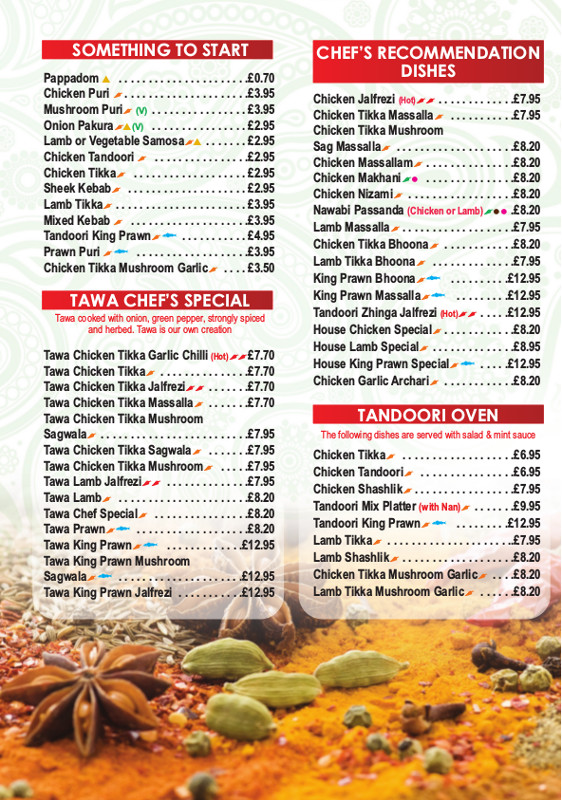 SOMETHING TO START
Pappadom ......................£0.70
Chicken Puri ......................£3.95
Mushroom Puri (V) ..................£3.95
Onion Pakura (V) ..................£2.95
Lamb or Vegetable Samosa .......£2.95
Chicken Tandoori .................£2.95
Chicken Tikka ....................£2.95
Sheek Kebab .....................£2.95
Lamb Tikka ......................£3.95
Mixed Kebab .....................£3.95
Tandoori King Prawn ............£4.95
Prawn Puri ......................£3.95
Chicken Tikka Mushroom Garlic ....£3.50
TAWA CHEF'S SPECIAL
Tawa cooked with onion, green pepper, strongly spiced
and herbed. Tawa is our own creation
Tawa Chicken Tikka Garlic Chilli (Hot) £7.70
Tawa Chicken Tikka ...............£7.70
Tawa Chicken Tikka Jalfrezi .......£7.70
Tawa Chicken Tikka Massalla .......£7.70
Tawa Chicken Tikka Mushroom
Sagwala .........................£7.95
Tawa Chicken Tikka Sagwala .......£7.95
Tawa Chicken Tikka Mushroom ......£7.95
Tawa Lamb Jalfrezi ..............£7.95
Tawa Lamb ......................£8.20
Tawa Chef Special ................£8.20
Tawa Prawn .....................£8.20
Tawa King Prawn .............£12.95
Tawa King Prawn Mushroom
Sagwala ......................£12.95
Tawa King Prawn Jalfrezi ..........£12.95
CHEF'S RECOMMENDATION
DISHES
Chicken Jalfrezi (Hot) ............£7.95
Chicken Tikka Massalla ............£7.95
Chicken Tikka Mushroom
Sag Massalla ....................£8.20
Chicken Massallam ...............£8.20
Chicken Makhani .................£8.20
Chicken Nizami ..................£8.20
Nawabi Passanda (Chicken or Lamb) .£8.20
Lamb Massalla ...................£7.95
Chicken Tikka Bhoona .............£8.20
Lamb Tikka Bhoona ...............£7.95
King Prawn Bhoona ............£12.95
King Prawn Massalla ...........£12.95
Tandoori Zhinga Jalfrezi (Hot) .....£12.95
House Chicken Special ............£8.20
House Lamb Special ..............£8.95
House King Prawn Special .....£12.95
Chicken Garlic Archari ............£8.20
TANDOORI OVEN
The following dishes are served with salad & mint sauce
Chicken Tikka ...................£6.95
Chicken Tandoori ................£6.95
Chicken Shashlik .................£7.95
Tandoori Mix Platter (with Nan) ......£9.95
Tandoori King Prawn .........£12.95
Lamb Tikka .....................£7.95
Lamb Shashlik ..................£8.20
Chicken Tikka Mushroom Garlic ....£8.20
Lamb Tikka Mushroom Garlic ......£8.20